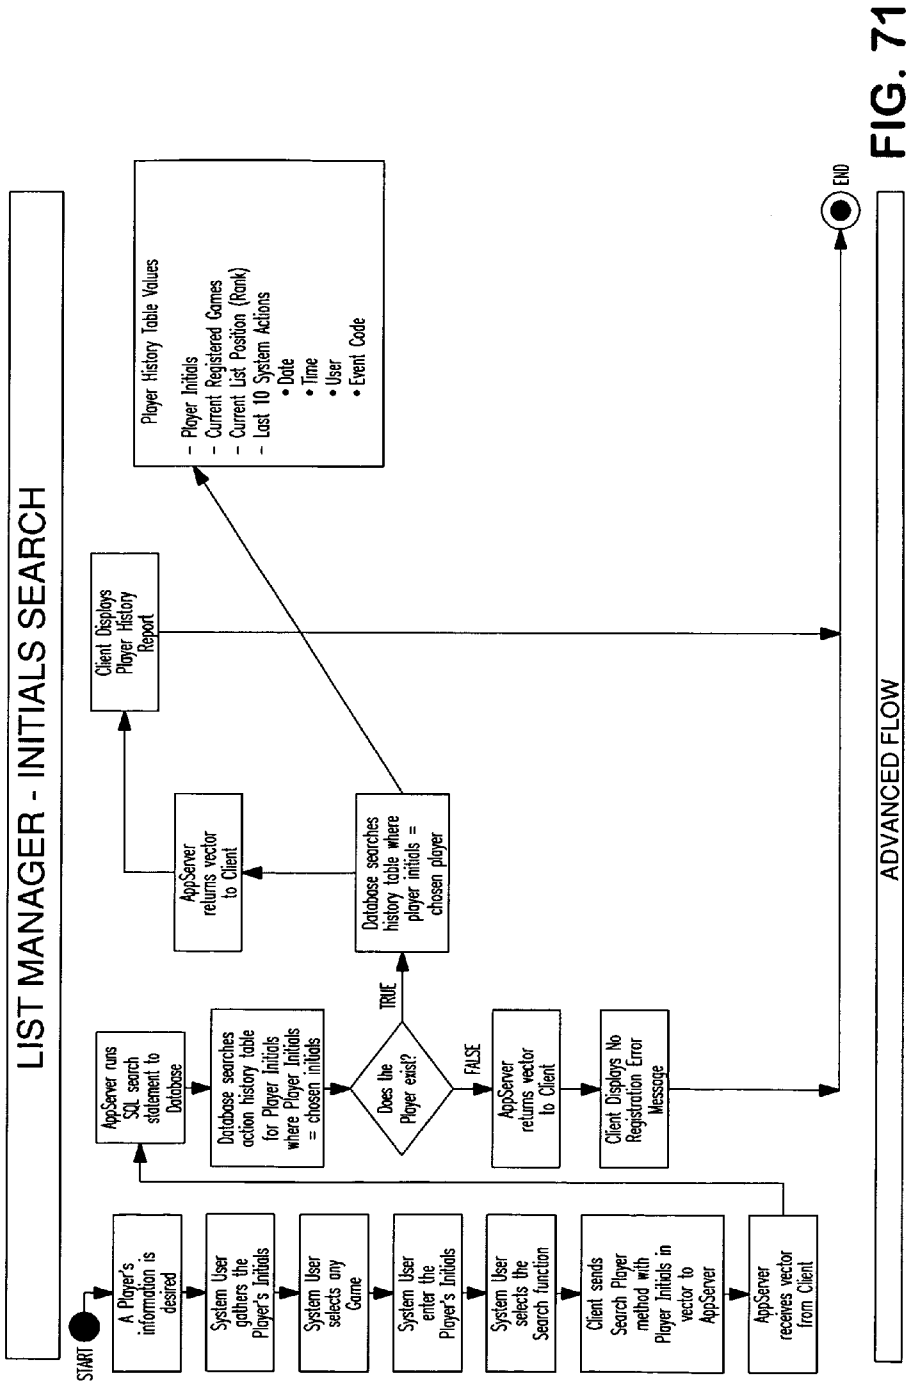 LIST MANAGER - INITIALS SEARCH
START
A Player's
information is
desired
System User
gathers the
Player's Initials
System User
selects any
Game
System User
enter the
Player's Initials
System User
selects the
Search function
Client sends
Search Player
method with
Player Initials in
vector to
AppServer
AppServer
receives vector
from Client
AppServer runs
SQL search
statement to
Database
Database searches
action history table
for Player Initials
where Player Initials
= chosen initials
Does the
Player exist?
TRUE
FALSE
AppServer
returns vector
to Client
Client Displays No
Registration Error
Message
Database searches
history table where
player initials =
chosen player
AppServer
returns vector
to Client
Client Displays
Player History
Report
Player History Table Values
- Player Initials
- Current Registered Games
- Current List Position (Rank)
- Last 10 System Actions
• Date
• Time
• User
• Event Code
END
ADVANCED FLOW
FIG. 71